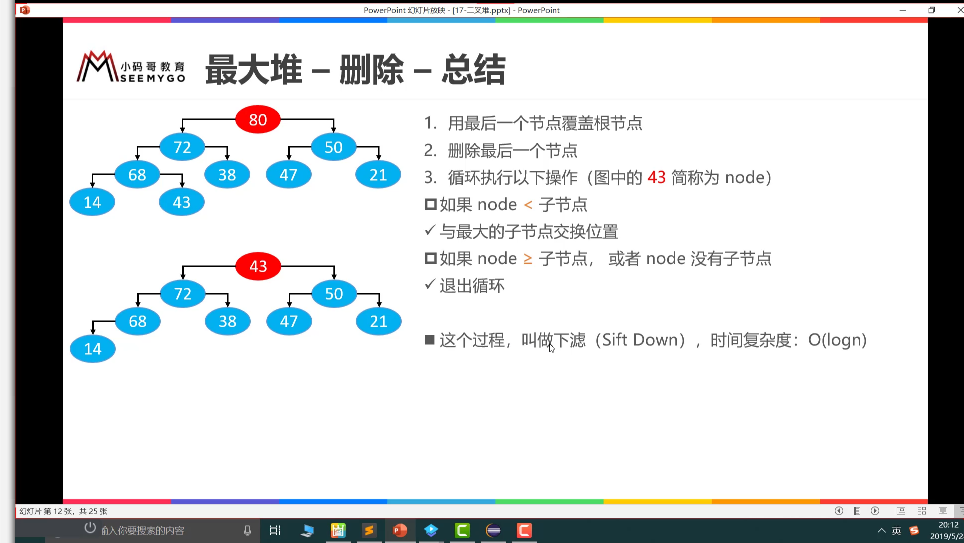 PowerPoint 幻灯片放映 - [17-二叉堆.pptx] - PowerPoint
小码哥教育
SEEMYGO
最大堆 – 删除 – 总结
80
72
50
68
38
47
21
14
43
43
72
50
68
38
47
21
14
1. 用最后一个节点覆盖根节点
2. 删除最后一个节点
3. 循环执行以下操作（图中的 43 简称为 node）
如果 node < 子节点
✓ 与最大的子节点交换位置
如果 node ≥ 子节点， 或者 node 没有子节点
✓ 退出循环
■ 这个过程，叫做下滤（Sift Down），时间复杂度：O(logn)
幻灯片 第 12 张，共 25 张
输入你要搜索的内容
英
20:12
2019/5/2